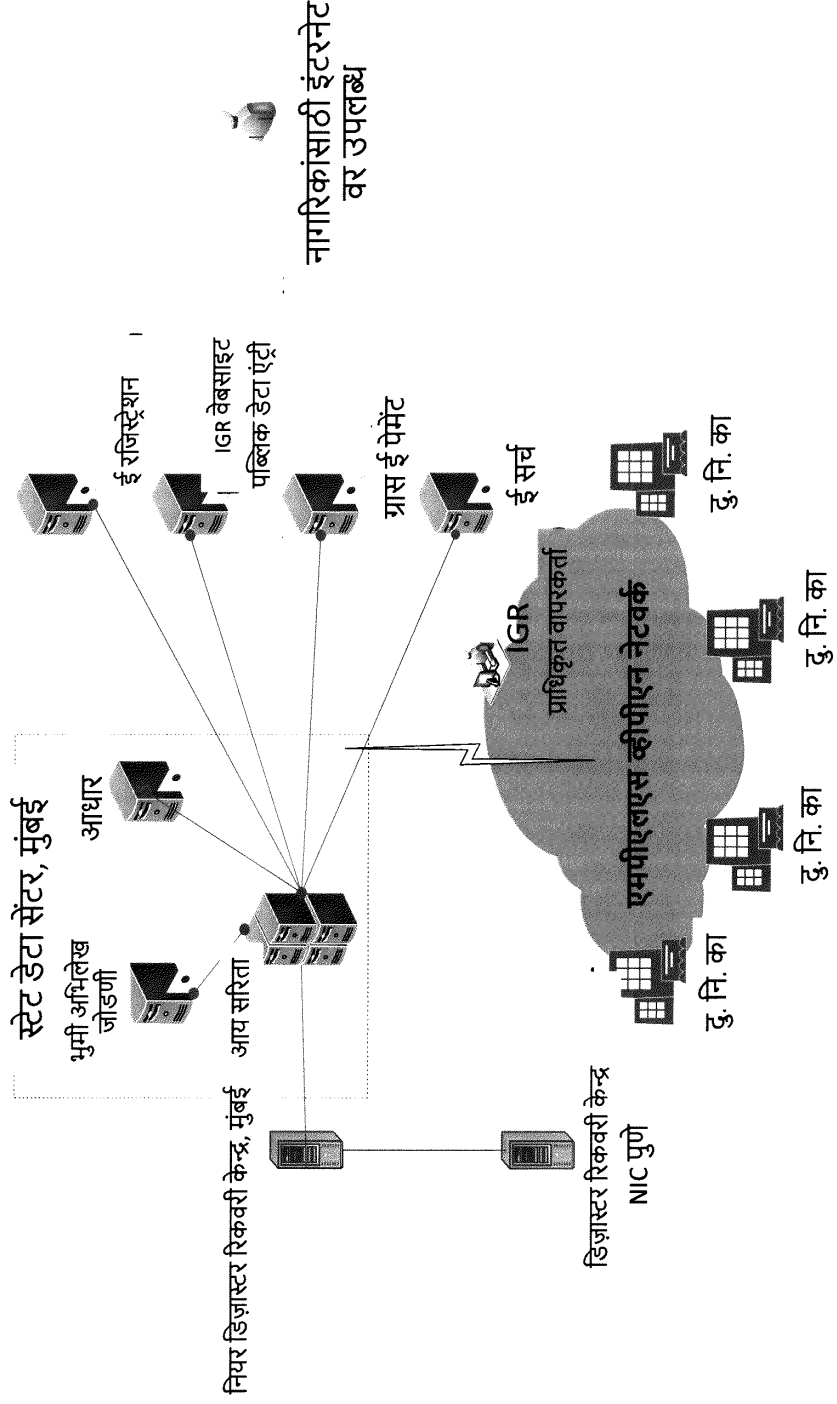 स्टेट डेटा सेंटर, मुंबई
भुमी अभिलेख
जोडणी
आधार
आय सरिता
नियर डिज़ास्टर रिकवरी केन्द्र, मुंबई
डिज़ास्टर रिकवरी केन्द्र
NIC पुणे
ई रजिस्ट्रेशन
IGR वेबसाइट
पब्लिक डेटा एंट्री
ग्रास ई पेमेंट
ई सर्च
नागरिकांसाठी इंटरनेट
वर उपलब्ध
IGR
प्राधिकृत वापरकर्ता
एमपीएलएस व्हीपीएन नेटवर्क
दु. नि. का
दु. नि. का
दु. नि. का
दु. नि. का